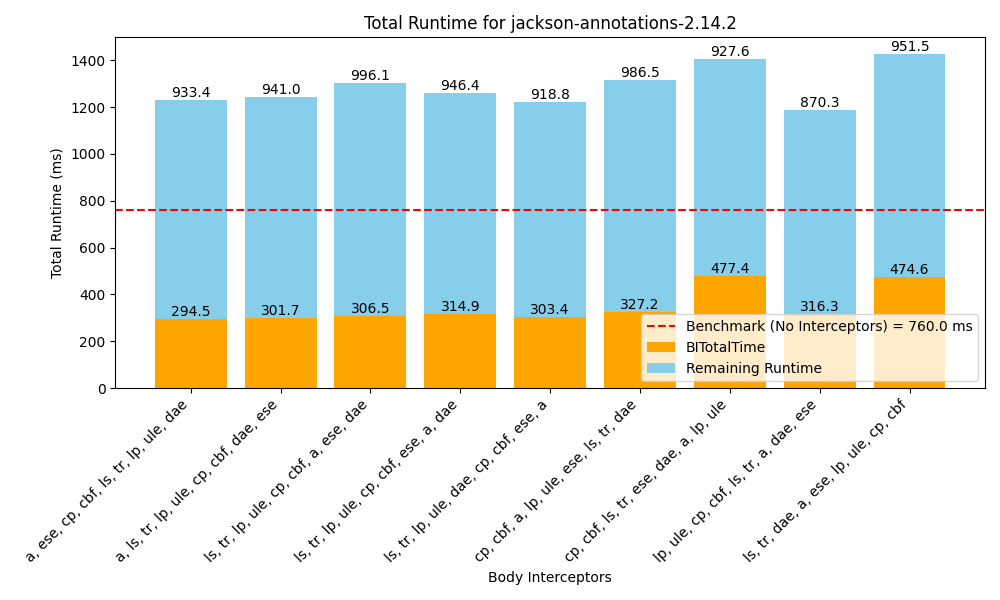 Total Runtime for jackson-annotations-2.14.2
Total Runtime (ms)
1400
1200
1000
800
600
400
200
0
933.4
941.0
996.1
946.4
918.8
986.5
927.6
870.3
951.5
294.5
301.7
306.5
314.9
303.4
327.2
477.4
316.3
474.6
Benchmark (No Interceptors) = 760.0 ms
BITotalTime
Remaining Runtime
a, ese, cp, cbf, ls, tr, lp, ule, dae
a, ls, tr, lp, ule, cp, cbf, dae, ese
ls, tr, lp, ule, cp, cbf, a, ese, dae
ls, tr, lp, ule, cp, cbf, ese, a, dae
ls, tr, lp, ule, dae, cp, cbf, ese, a
cp, cbf, a, lp, ule, ese, ls, tr, dae
cp, cbf, ls, tr, ese, dae, a, lp, ule
lp, ule, cp, cbf, ls, tr, a, dae, ese
ls, tr, dae, a, ese, lp, ule, cp, cbf
Body Interceptors